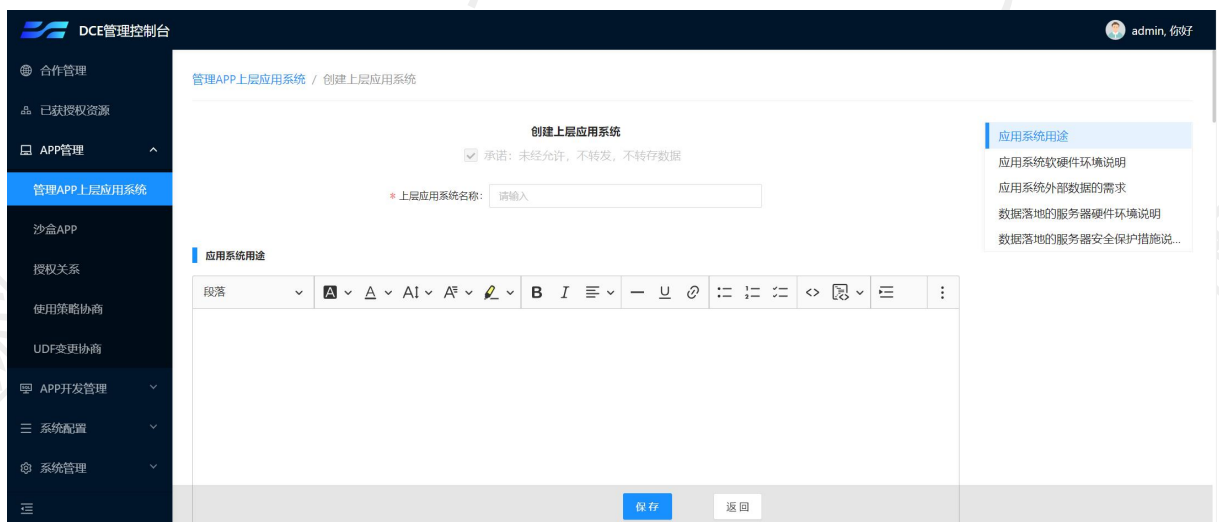 DCE管理控制台
admin, 你好
合作管理
已获授权资源
APP管理
管理APP上层应用系统
沙盒APP
授权关系
使用策略协商
UDF变更协商
APP开发管理
系统配置
系统管理
管理APP上层应用系统 / 创建上层应用系统
创建上层应用系统
承诺：未经允许，不转发，不转存数据
* 上层应用系统名称： 请输入
应用系统用途
段落
保存 返回
应用系统用途
应用系统软硬件环境说明
应用系统外部数据的需求
数据落地的服务器硬件环境说明
数据落地的服务器安全保护措施说...